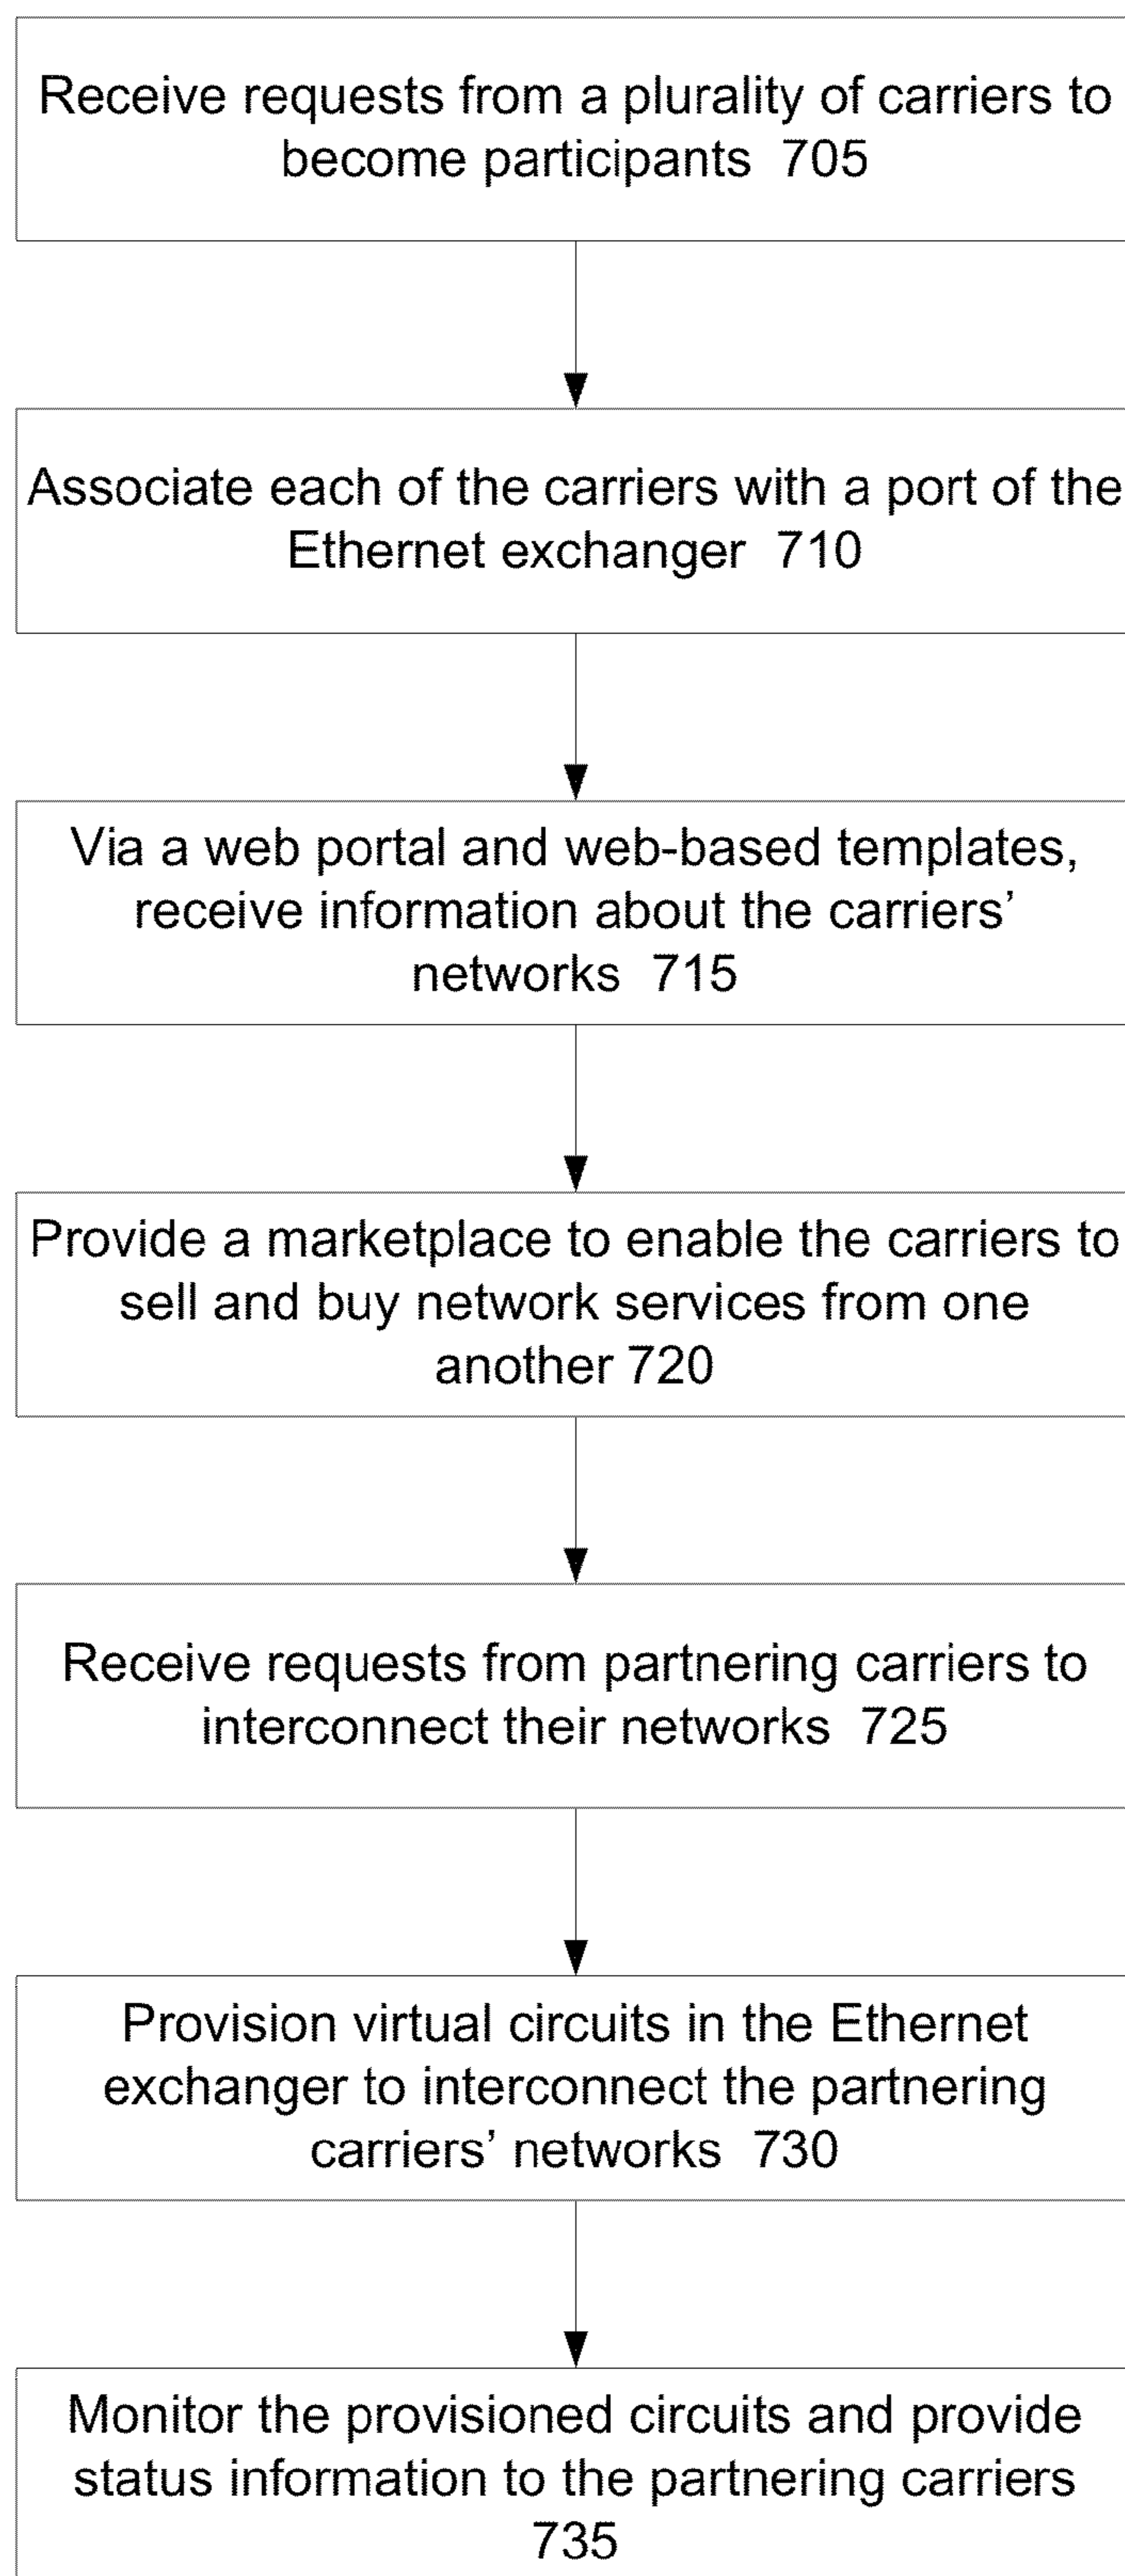 Receive requests from a plurality of carriers to
become participants 705
Associate each of the carriers with a port of the
Ethernet exchanger 710
Via a web portal and web-based templates,
receive information about the carriers’
networks 715
Provide a marketplace to enable the carriers to
sell and buy network services from one
another 720
Receive requests from partnering carriers to
interconnect their networks 725
Provision virtual circuits in the Ethernet
exchanger to interconnect the partnering
carriers’ networks 730
Monitor the provisioned circuits and provide
status information to the partnering carriers
735